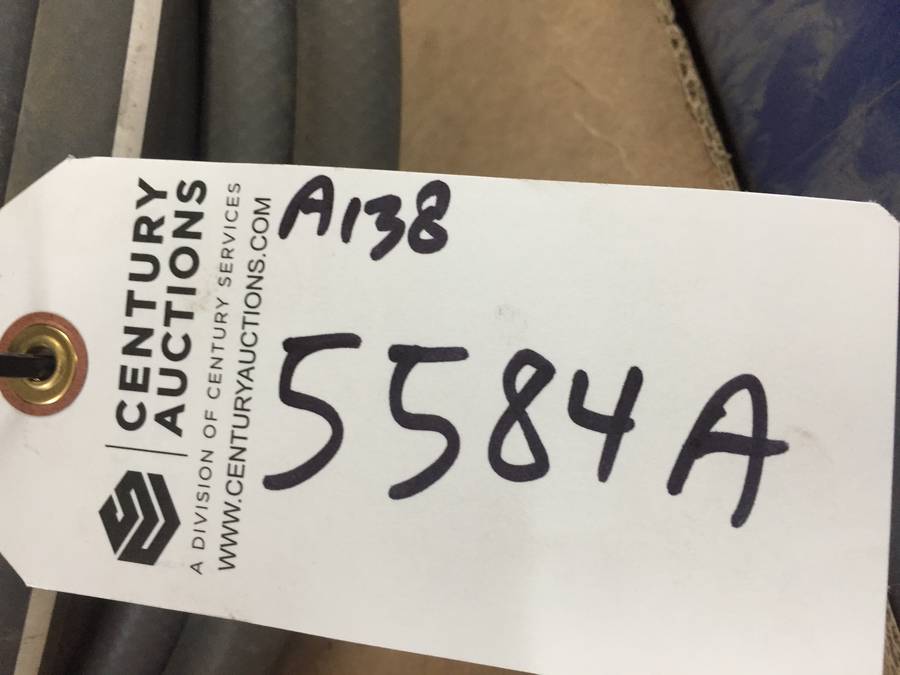 CENTURY
AUCTIONS
A DIVISION OF CENTURY SERVICES
WWW.CENTURYAUCTIONS.COM
A138
5584A